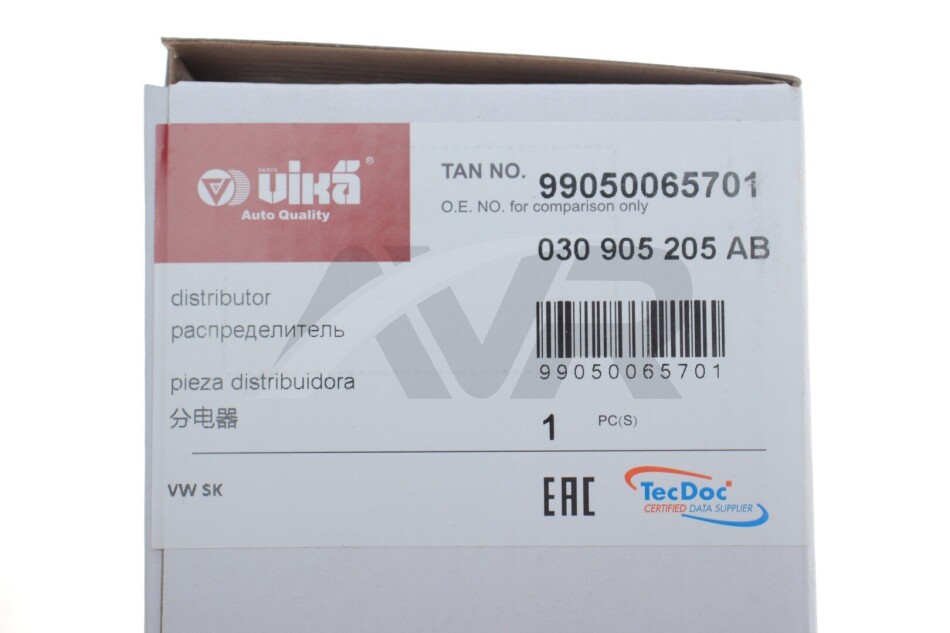 PARTS
vika®
Auto Quality
TAN NO. 99050065701
O.E. NO. for comparison only
030 905 205 AB
distributor
распределитель
pieza distribuidora
分电器
99050065701
1 PC(S)
VW SK
EAC
TecDoc
CERTIFIED DATA SUPPLIER
AVR